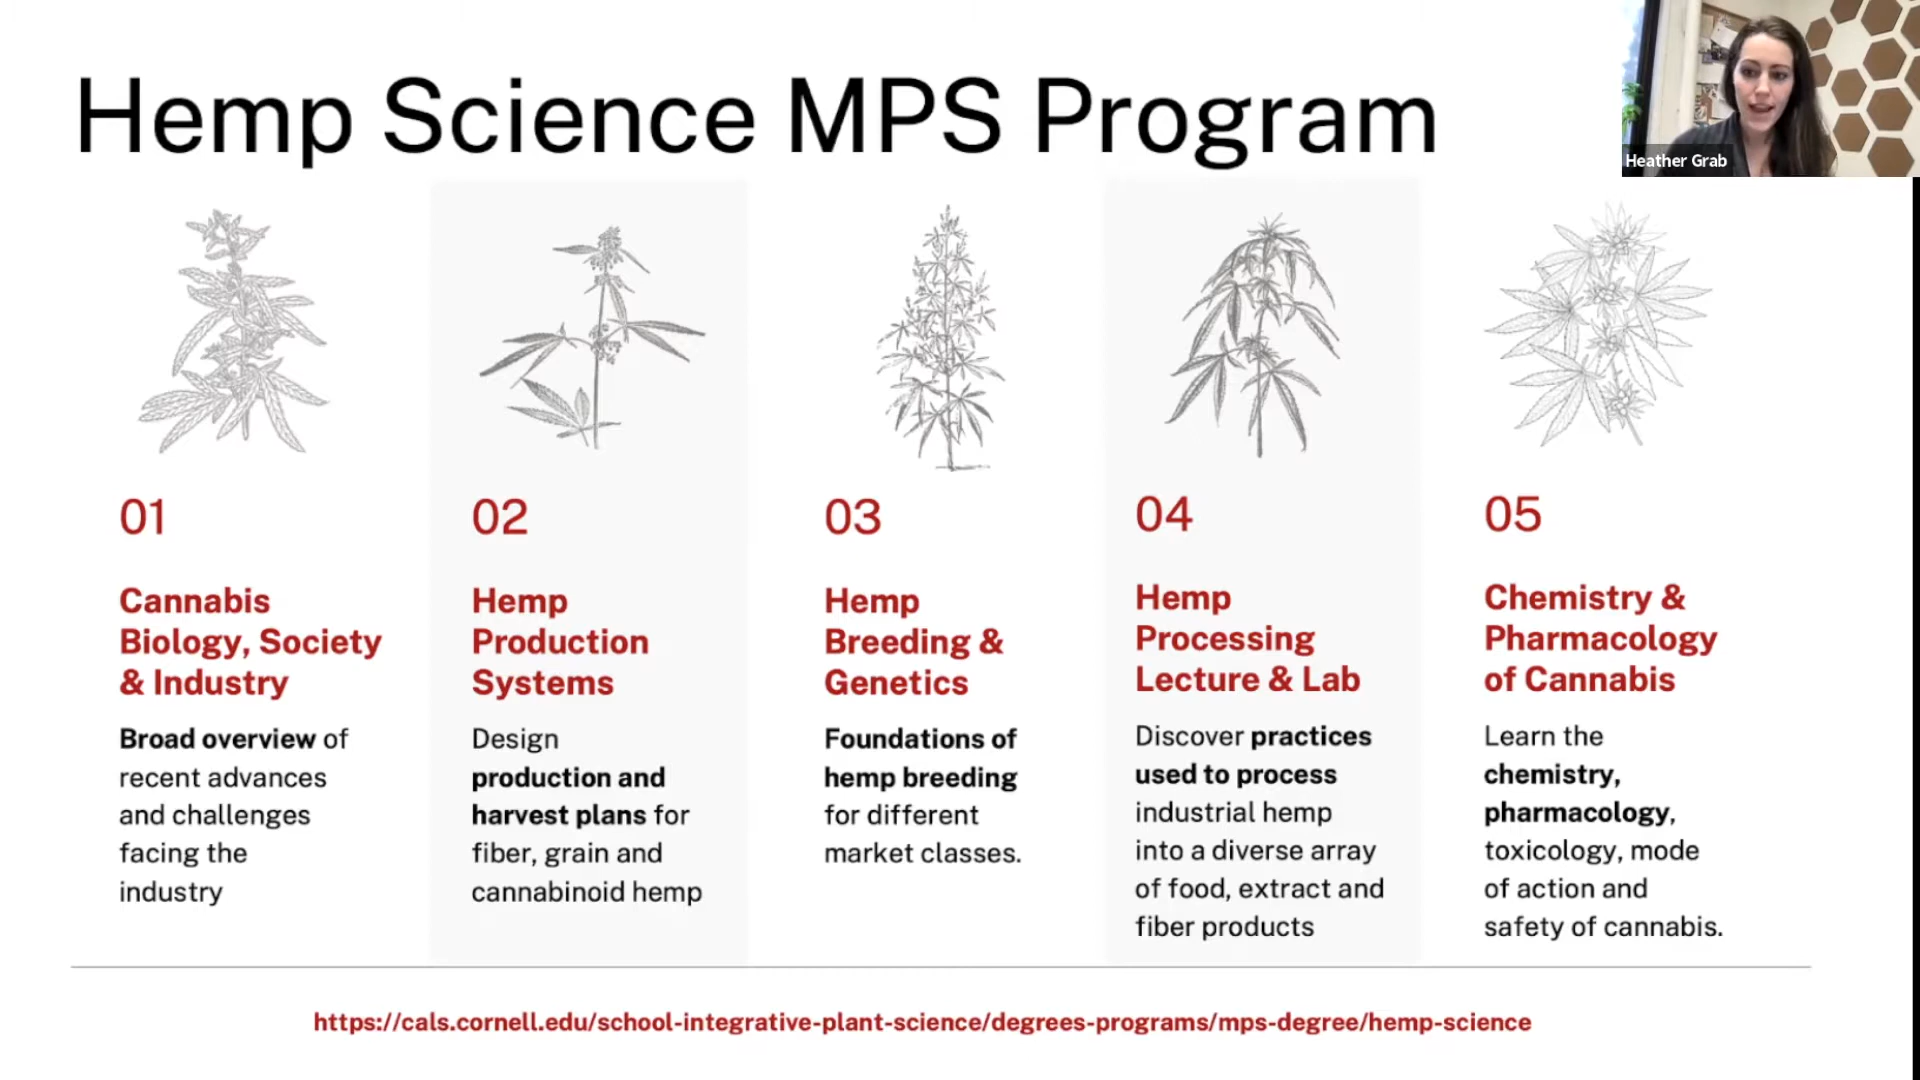 Hemp Science MPS Program
Heather Grab
01
Cannabis
Biology, Society
& Industry
Broad overview of
recent advances
and challenges
facing the
industry
02
Hemp
Production
Systems
Design
production and
harvest plans for
fiber, grain and
cannabinoid hemp
03
Hemp
Breeding &
Genetics
Foundations of
hemp breeding
for different
market classes.
04
Hemp
Processing
Lecture & Lab
Discover practices
used to process
industrial hemp
into a diverse array
of food, extract and
fiber products
05
Chemistry &
Pharmacology
of Cannabis
Learn the
chemistry,
pharmacology,
toxicology, mode
of action and
safety of cannabis.
https://cals.cornell.edu/school-integrative-plant-science/degrees-programs/mps-degree/hemp-science